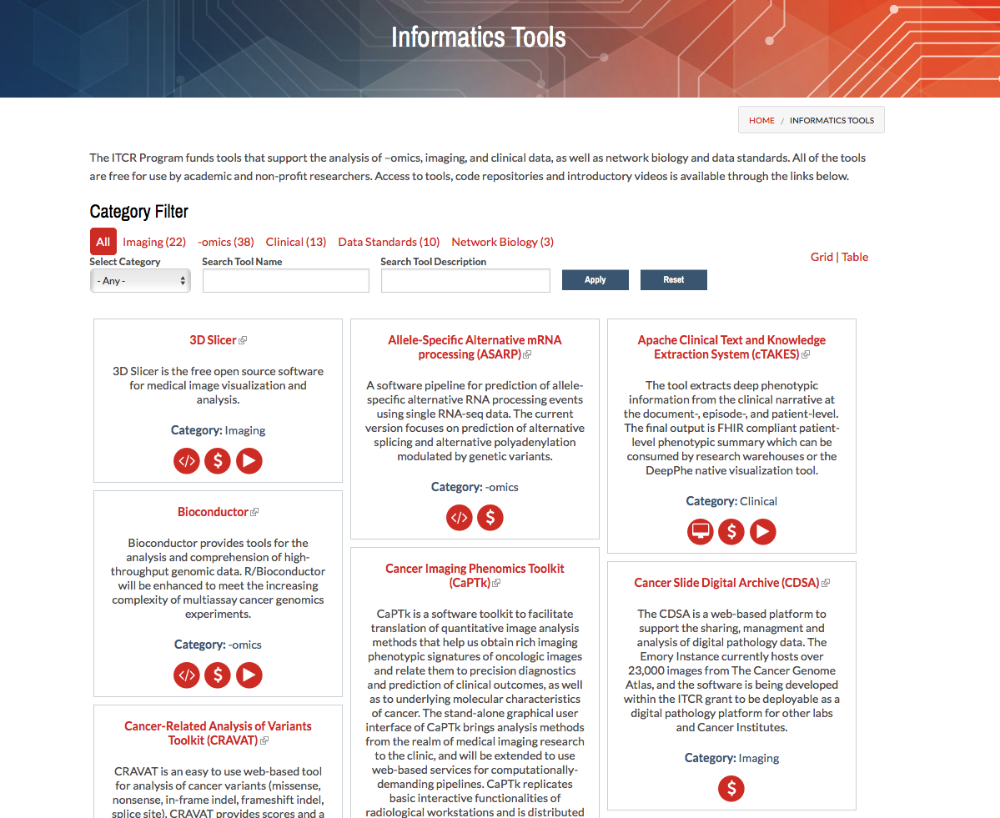 Informatics Tools
HOME / INFORMATICS TOOLS
The ITCR Program funds tools that support the analysis of –omics, imaging, and clinical data, as well as network biology and data standards. All of the tools
are free for use by academic and non-profit researchers. Access to tools, code repositories and introductory videos is available through the links below.
Category Filter
All Imaging (22) -omics (38) Clinical (13) Data Standards (10) Network Biology (3)
Grid | Table
Select Category Search Tool Name Search Tool Description
- Any - Apply Reset
3D Slicer
3D Slicer is the free open source software
for medical image visualization and
analysis.
Category: Imaging
</> $
Allele-Specific Alternative mRNA
processing (ASARP)
A software pipeline for prediction of allele-
specific alternative RNA processing events
using single RNA-seq data. The current
version focuses on prediction of alternative
splicing and alternative polyadenylation
modulated by genetic variants.
Category: -omics
</> $
Apache Clinical Text and Knowledge
Extraction System (cTAKES)
The tool extracts deep phenotypic
information from the clinical narrative at
the document-, episode-, and patient-level.
The final output is FHIR compliant patient-
level phenotypic summary which can be
consumed by research warehouses or the
DeepPhe native visualization tool.
Category: Clinical
$
Bioconductor
Bioconductor provides tools for the
analysis and comprehension of high-
throughput genomic data. R/Bioconductor
will be enhanced to meet the increasing
complexity of multiassay cancer genomics
experiments.
Category: -omics
</> $
Cancer Imaging Phenomics Toolkit
(CaPTk)
CaPTk is a software toolkit to facilitate
translation of quantitative image analysis
methods that help us obtain rich imaging
phenotypic signatures of oncologic images
and relate them to precision diagnostics
and prediction of clinical outcomes, as well
as to underlying molecular characteristics
of cancer. The stand-alone graphical user
interface of CaPTk brings analysis methods
from the realm of medical imaging research
to the clinic, and will be extended to use
web-based services for computationally-
demanding pipelines. CaPTk replicates
basic interactive functionalities of
radiological workstations and is distributed
Cancer Slide Digital Archive (CDSA)
The CDSA is a web-based platform to
support the sharing, managment and
analysis of digital pathology data. The
Emory Instance currently hosts over
23,000 images from The Cancer Genome
Atlas, and the software is being developed
within the ITCR grant to be deployable as a
digital pathology platform for other labs
and Cancer Institutes.
Category: Imaging
$
Cancer-Related Analysis of Variants
Toolkit (CRAVAT)
CRAVAT is an easy to use web-based tool
for analysis of cancer variants (missense,
nonsense, in-frame indel, frameshift indel,
splice site). CRAVAT provides scores and a